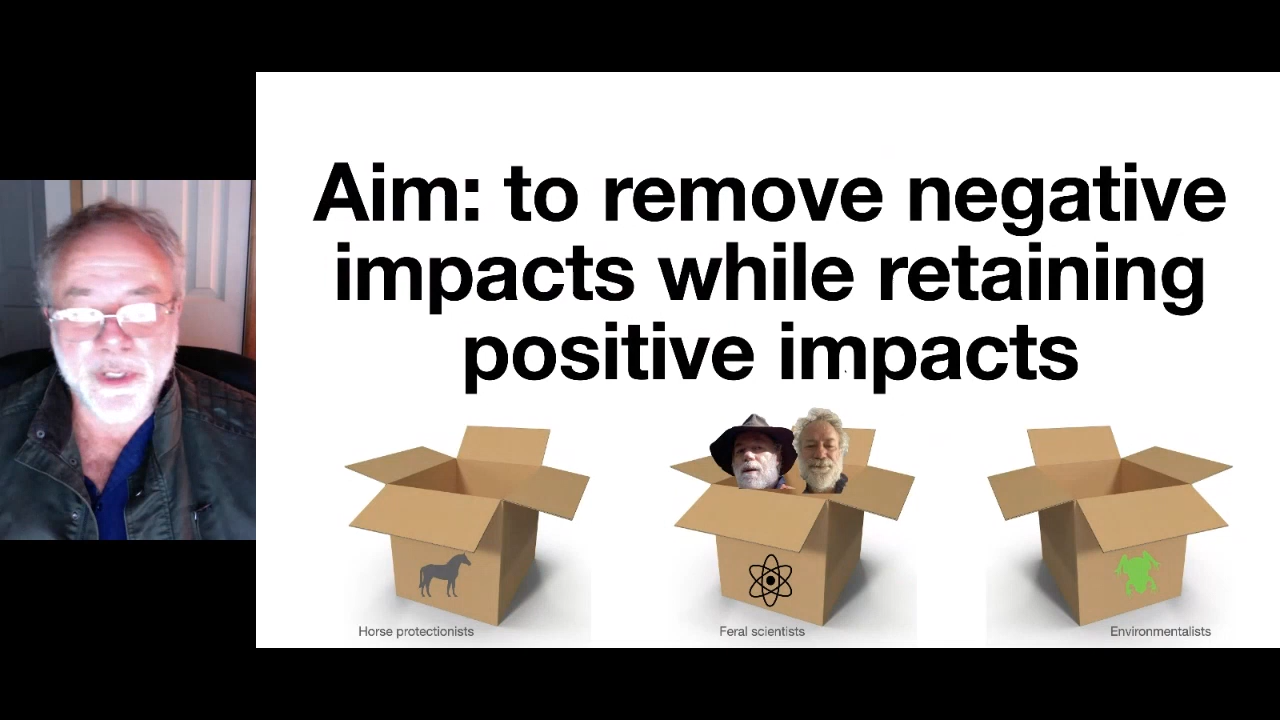 Aim: to remove negative
impacts while retaining
positive impacts
Horse protectionists
Feral scientists
Environmentalists